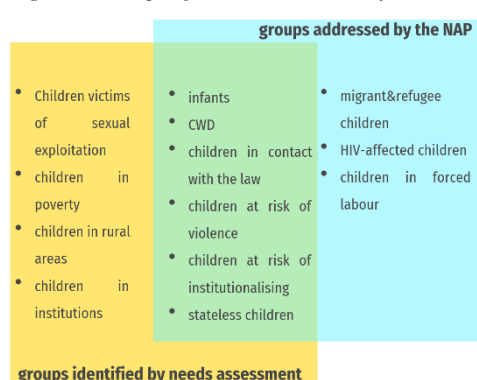 groups addressed by the NAP
• Children victims
of sexual
exploitation
• children in
poverty
• children in rural
areas
• children in
institutions
• infants
• CWD
• children in contact
with the law
• children at risk of
violence
• children at risk of
institutionalising
• stateless children
• migrant&refugee
children
• HIV-affected children
• children in forced
labour
groups identified by needs assessment